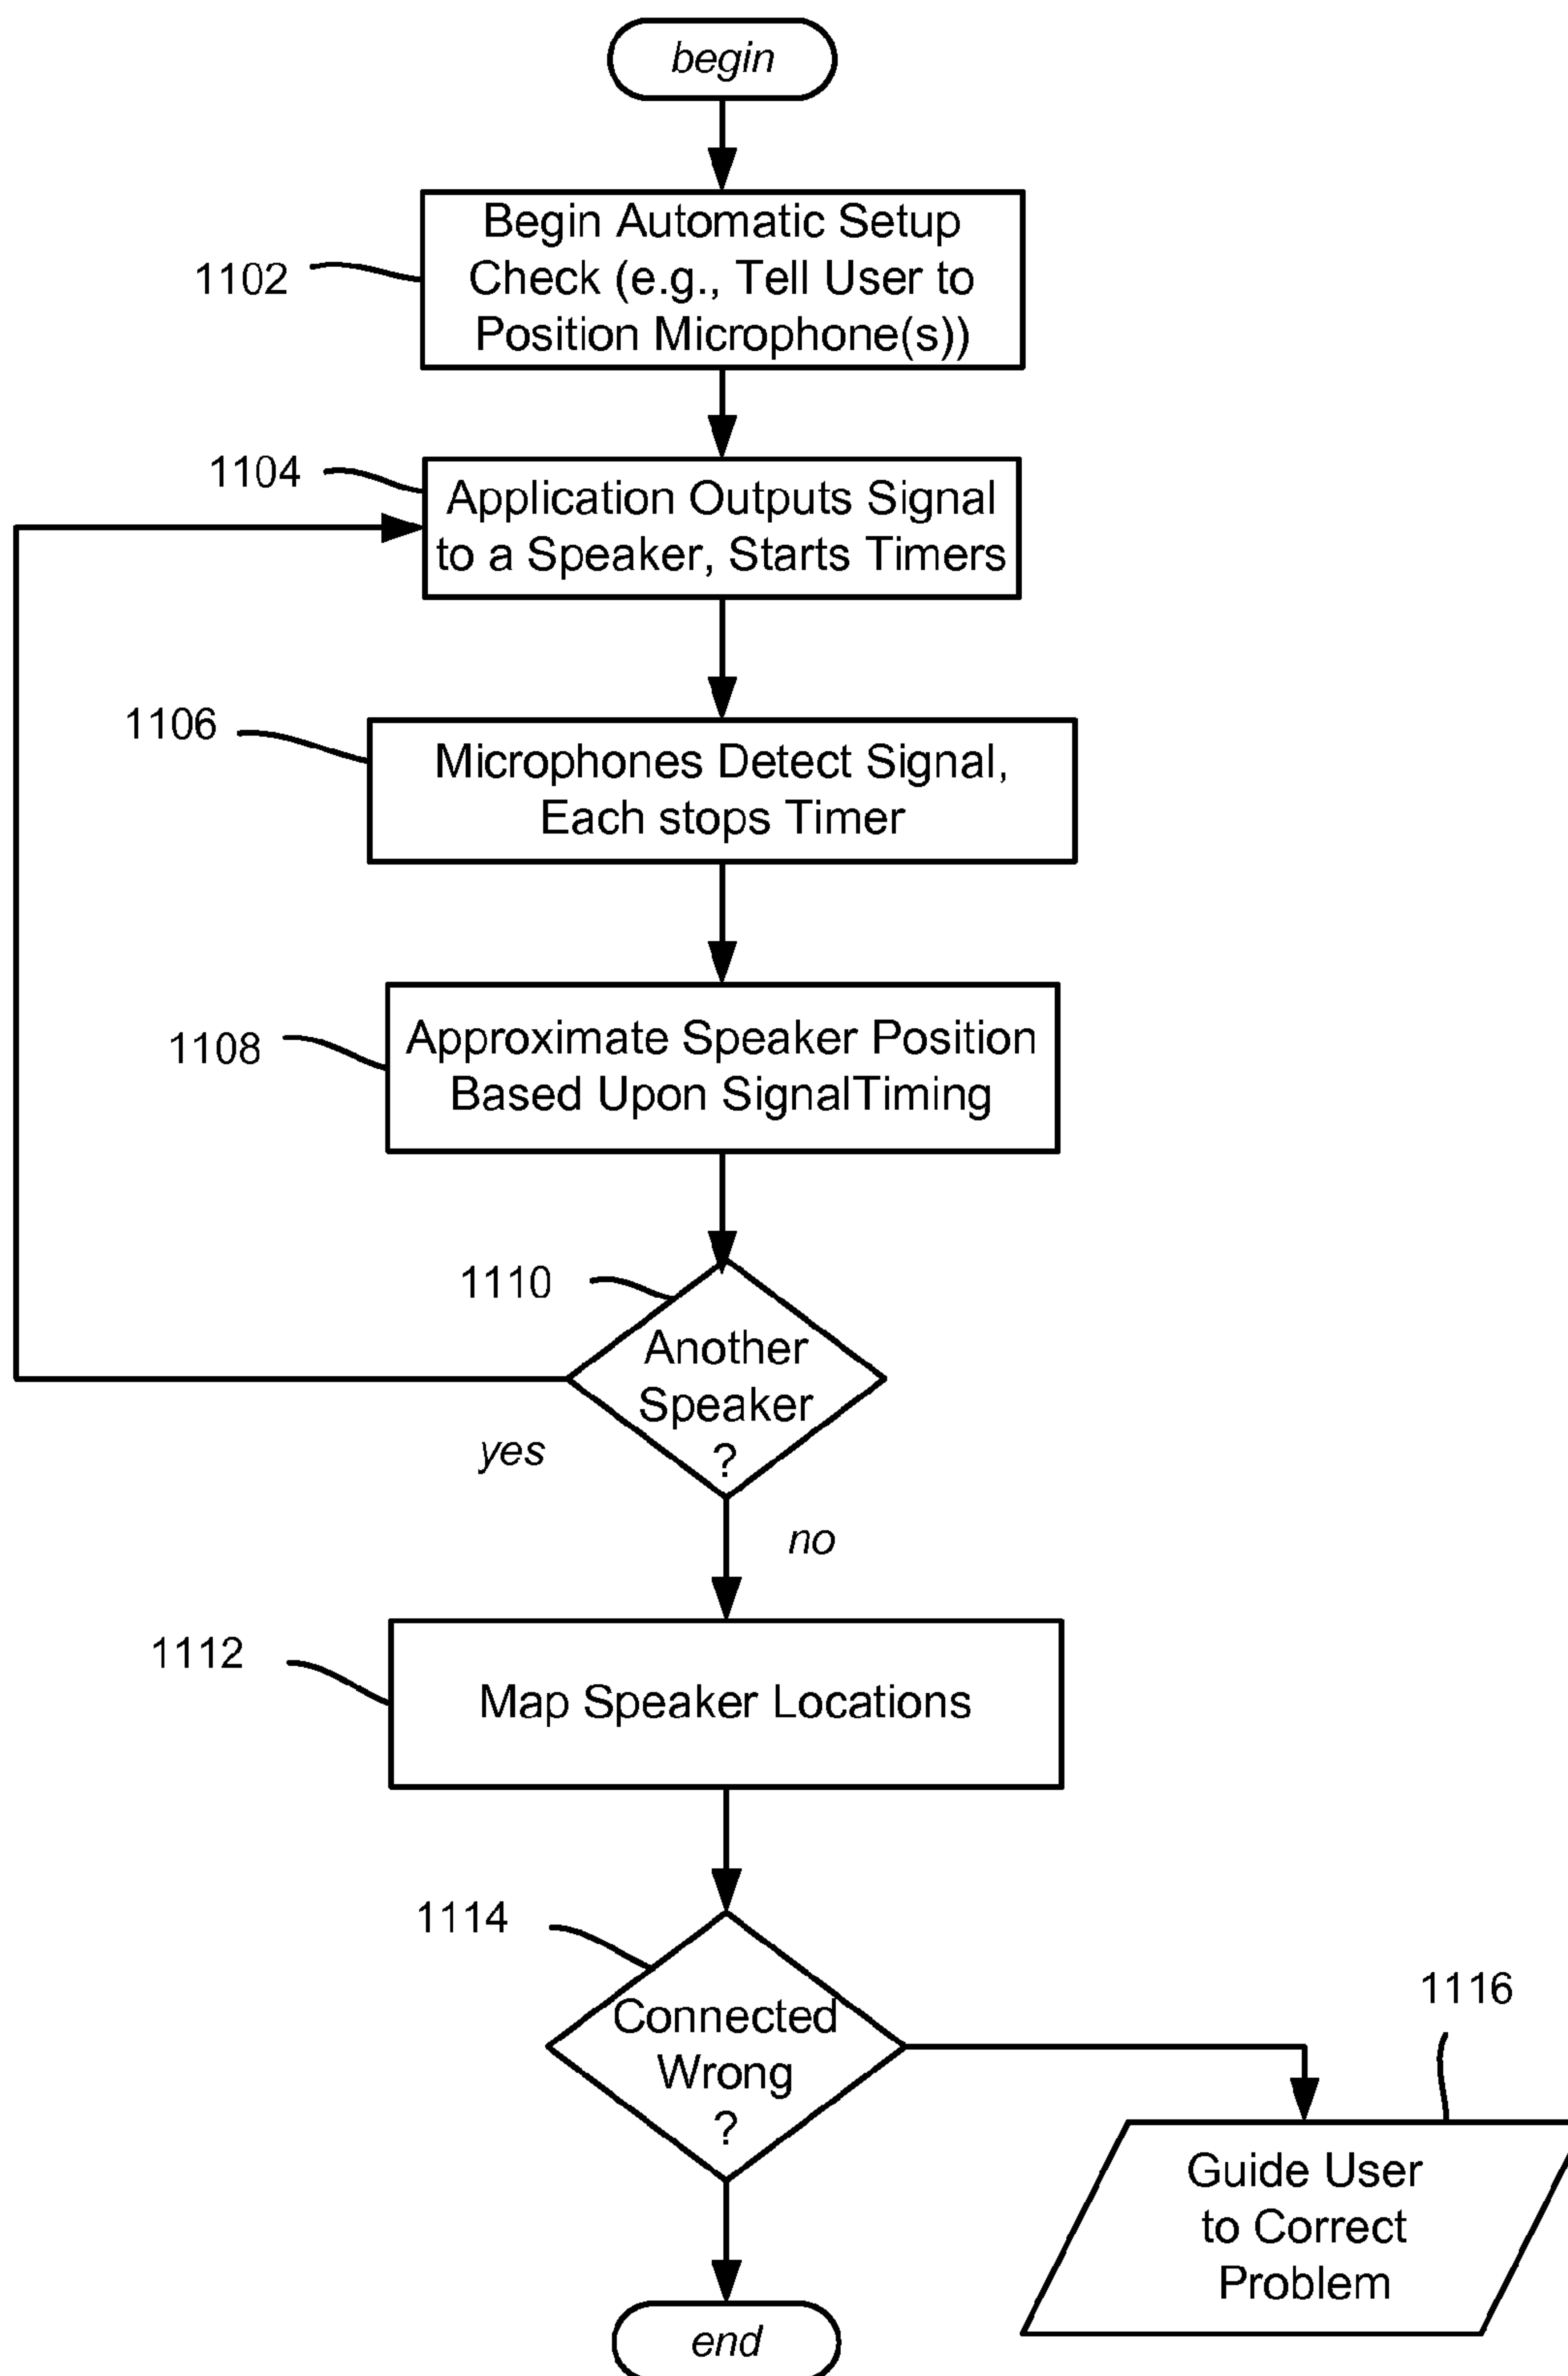 begin
1102
Begin Automatic Setup
Check (e.g., Tell User to
Position Microphone(s))
1104
Application Outputs Signal
to a Speaker, Starts Timers
1106
Microphones Detect Signal,
Each stops Timer
1108
Approximate Speaker Position
Based Upon SignalTiming
1110
Another
Speaker
?
yes
no
1112
Map Speaker Locations
1114
Connected
Wrong
?
1116
Guide User
to Correct
Problem
end